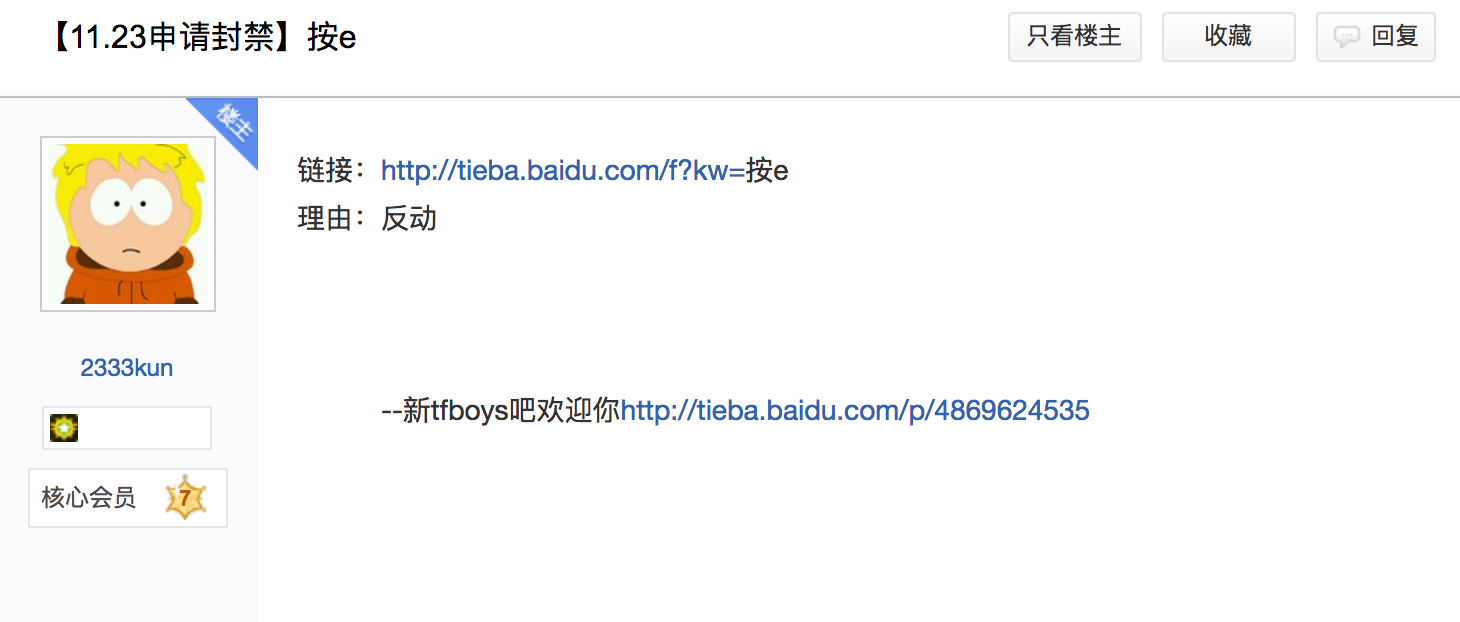 【11.23申请封禁】按e
只看楼主
收藏
回复
楼主
链接：http://tieba.baidu.com/f?kw=按e
理由：反动
2333kun
--新tfboys吧欢迎你http://tieba.baidu.com/p/4869624535
核心会员 7